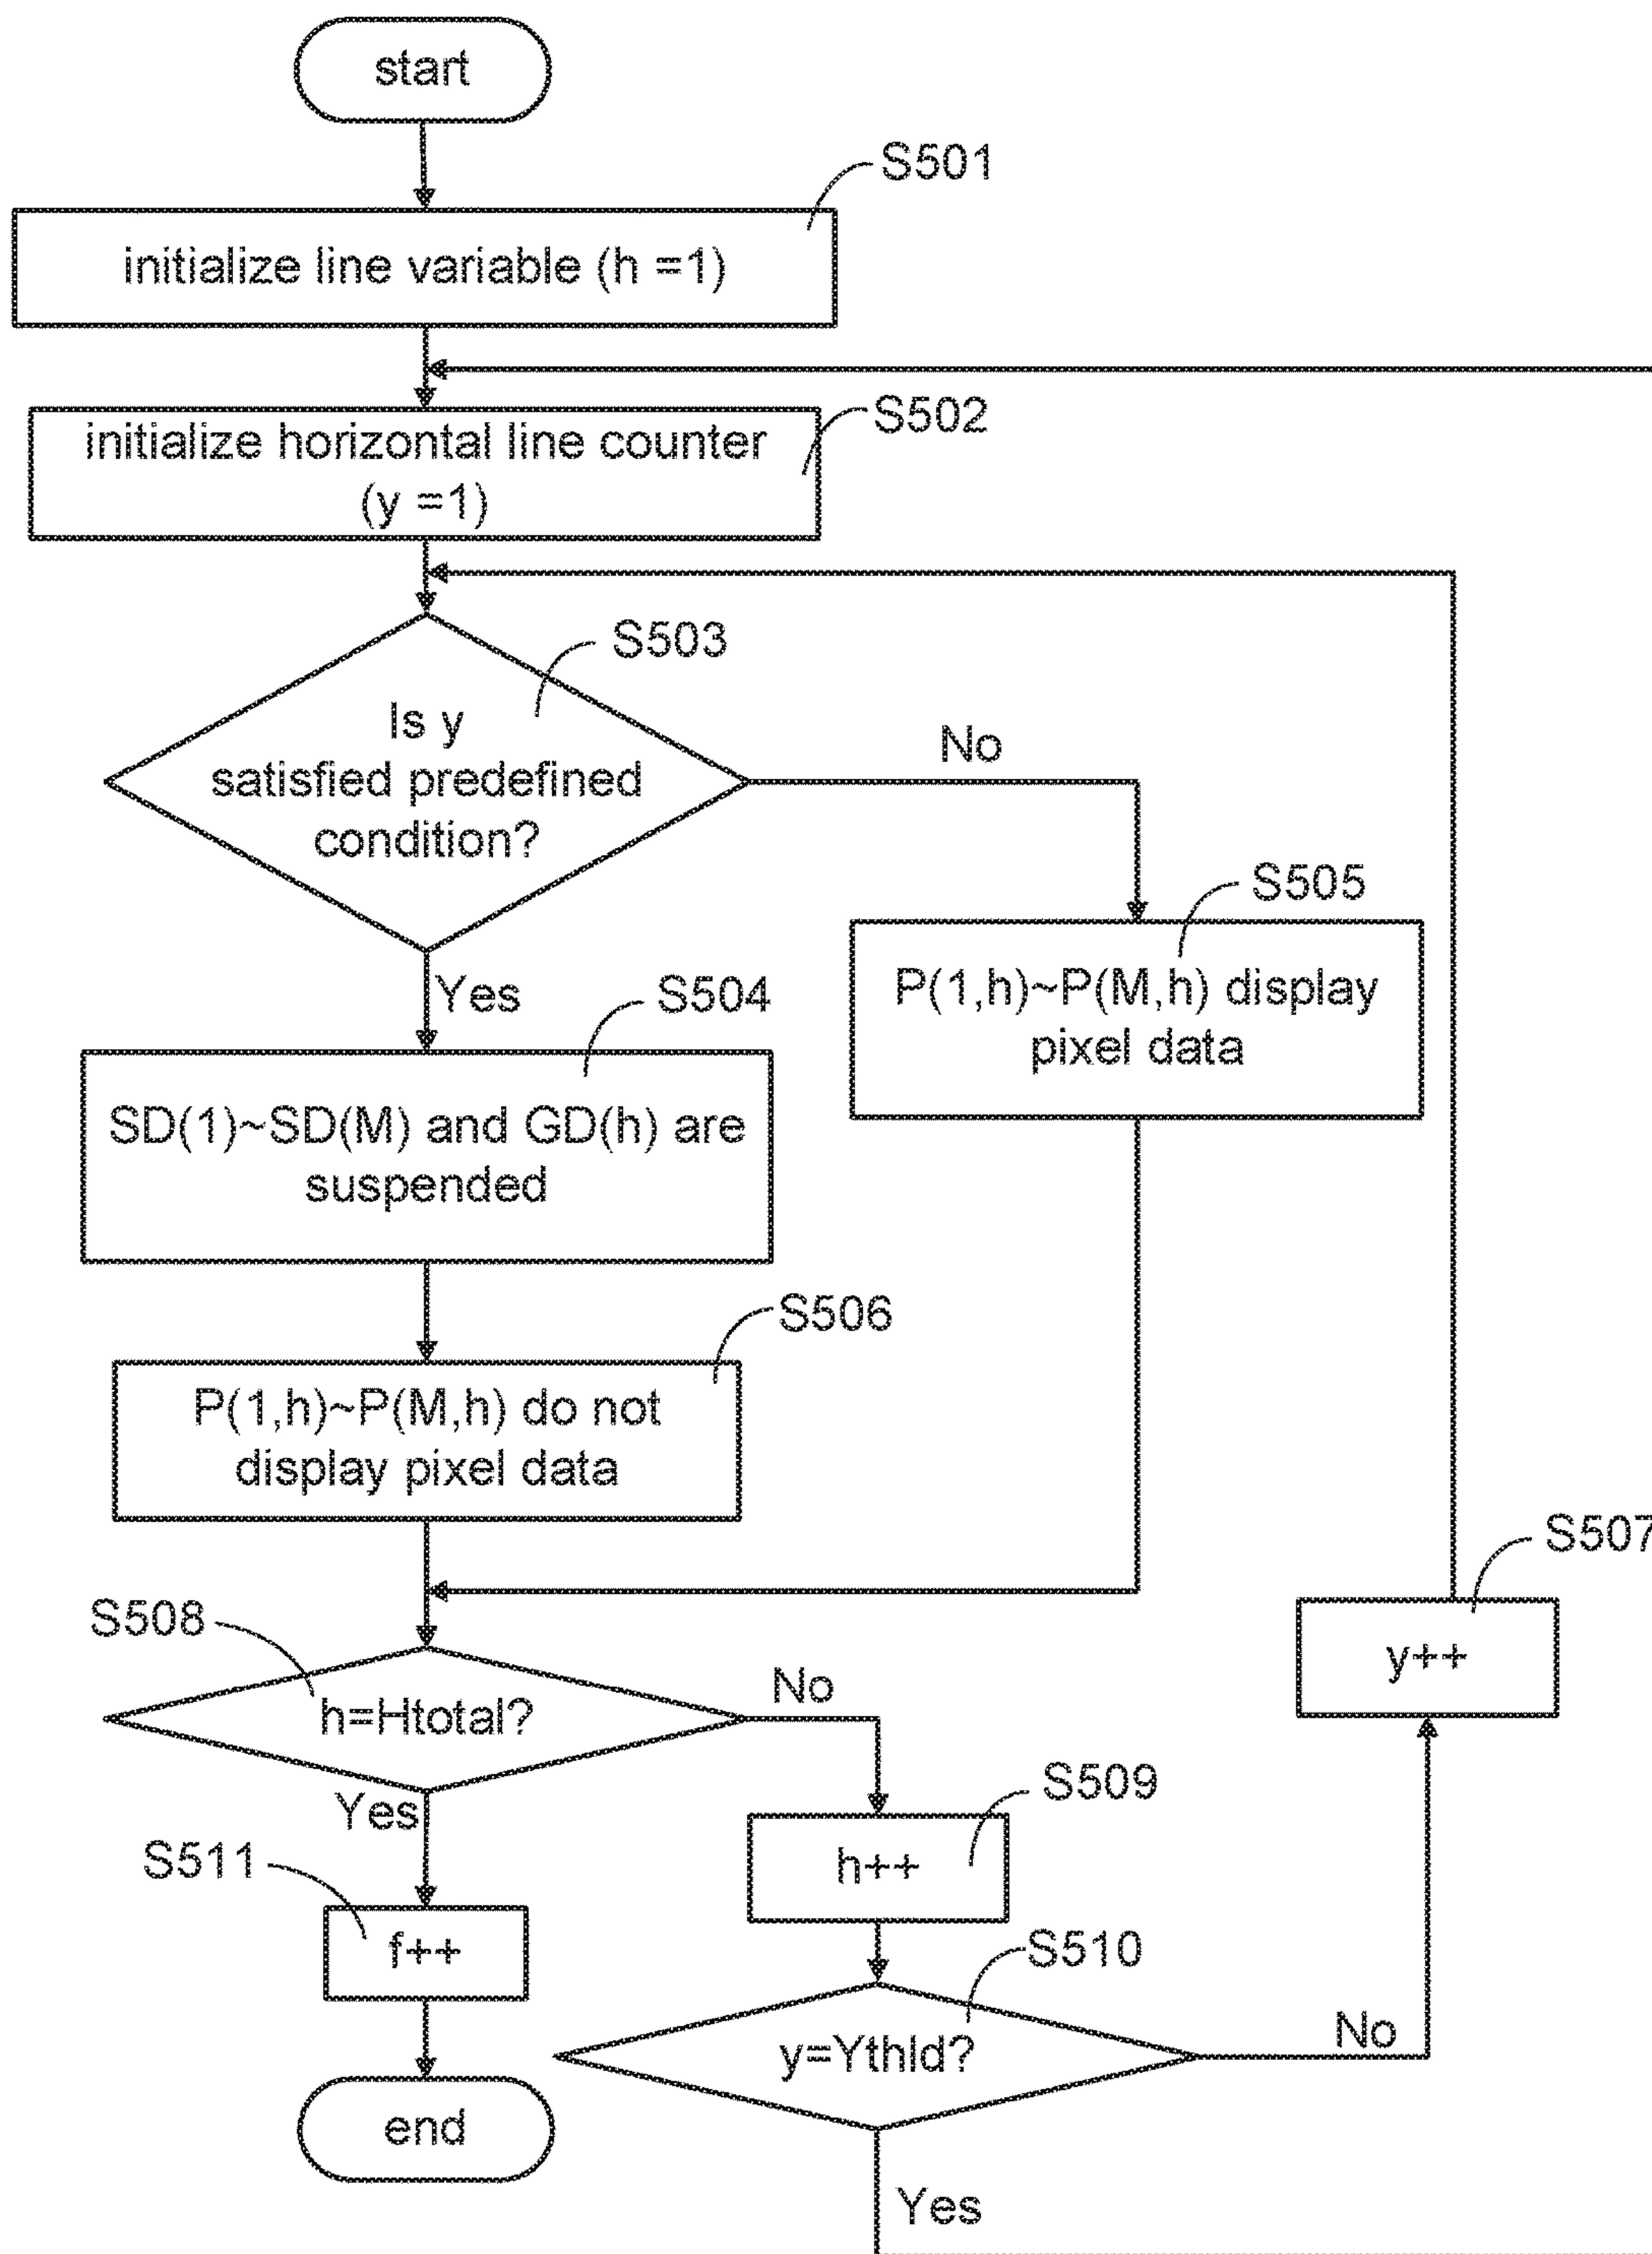 start
S501
initialize line variable (h =1)
S502
initialize horizontal line counter
(y =1)
S503
Is y
satisfied predefined
condition?
No
S505
P(1,h)~P(M,h) display
pixel data
Yes
S504
SD(1)~SD(M) and GD(h) are
suspended
S506
P(1,h)~P(M,h) do not
display pixel data
S507
y++
S508
h=Htotal?
No
Yes
S509
h++
S511
f++
S510
y=Ythld?
No
end
Yes